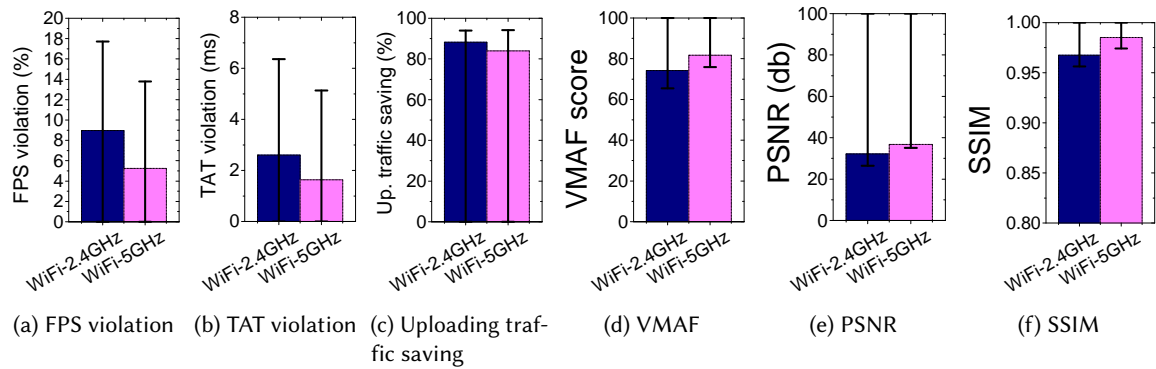 FPS violation (%)
20
18
16
14
12
10
8
6
4
2
0
WiFi-2.4GHz
WiFi-5GHz
(a) FPS violation
TAT violation (ms)
8
6
4
2
0
WiFi-2.4GHz
WiFi-5GHz
(b) TAT violation
Up. traffic saving (%)
100
80
60
40
20
0
WiFi-2.4GHz
WiFi-5GHz
(c) Uploading traf-
fic saving
VMAF score
100
80
60
40
20
0
WiFi-2.4GHz
WiFi-5GHz
(d) VMAF
PSNR (db)
100
80
60
40
20
0
WiFi-2.4GHz
WiFi-5GHz
(e) PSNR
SSIM
1.00
0.95
0.90
0.85
0.80
WiFi-2.4GHz
WiFi-5GHz
(f) SSIM